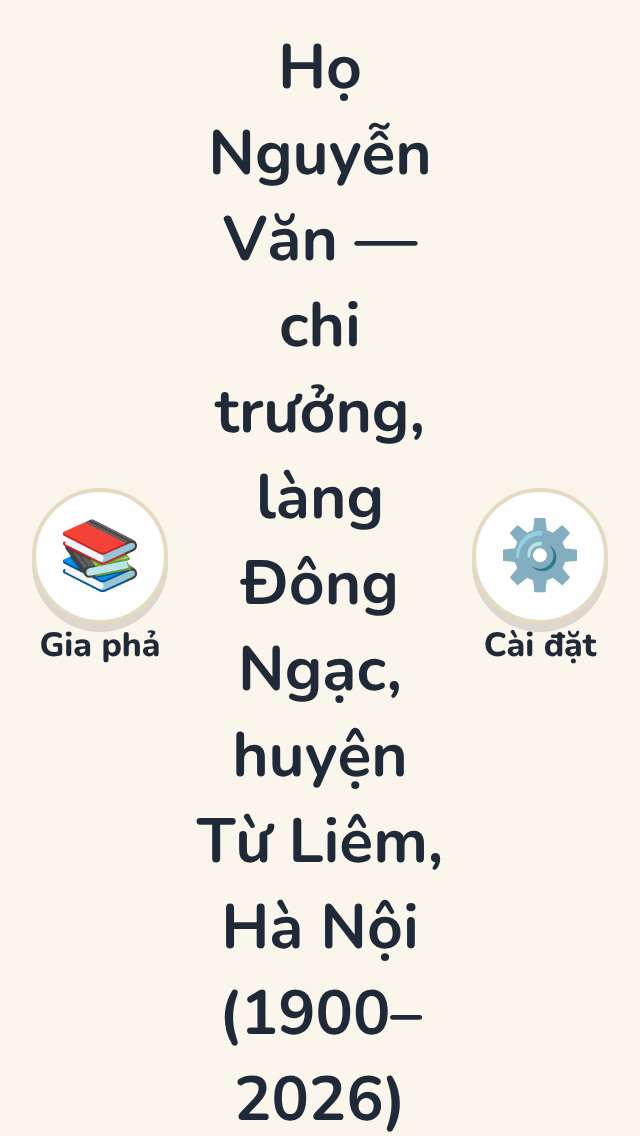 Họ
Nguyễn
Văn —
chi
trưởng,
làng
Đông
Ngạc,
huyện
Từ Liêm,
Hà Nội
(1900–
2026)
Gia phả
Cài đặt